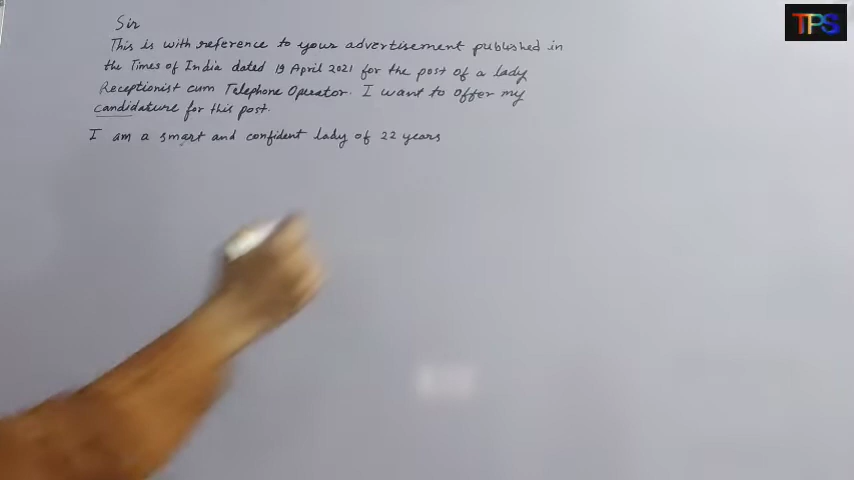 TPS
Sir
This is with reference to your advertisement published in
the Times of India dated 19 April 2021 for the post of a lady
Receptionist cum Telephone Operator. I want to offer my
candidature for this post.
I am a smart and confident lady of 22 years